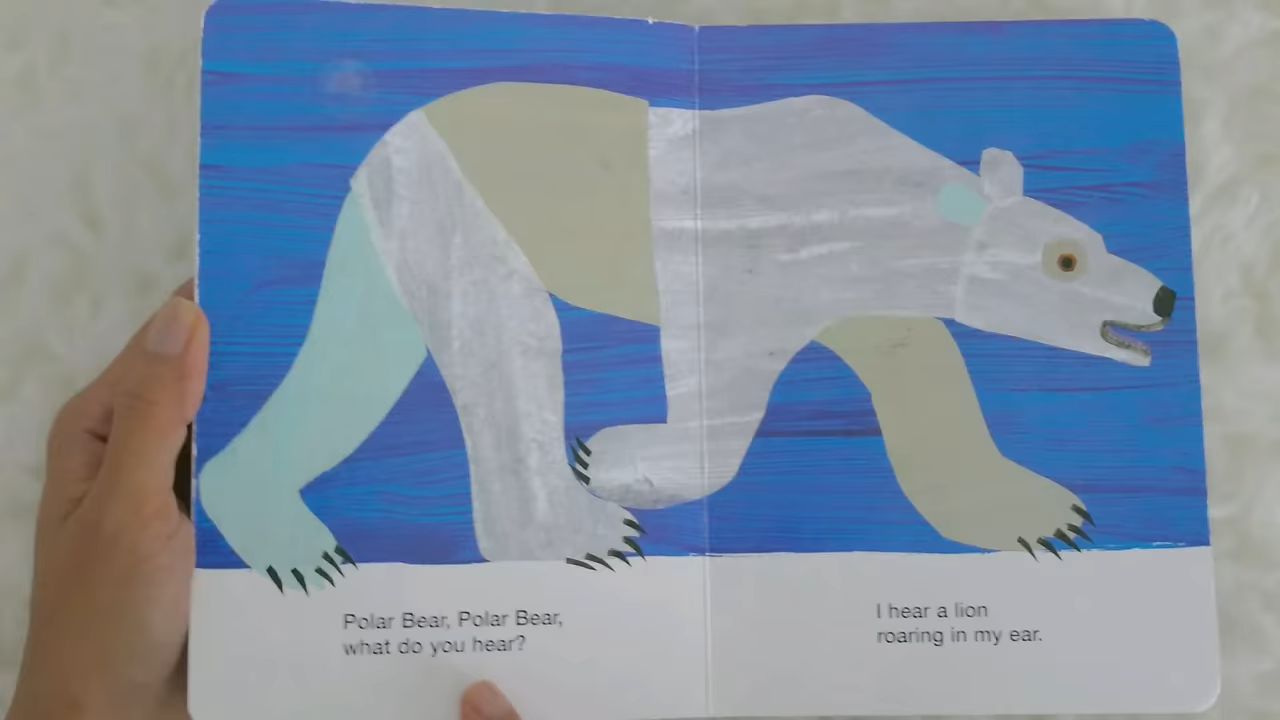 Polar Bear, Polar Bear,
what do you hear?
I hear a lion
roaring in my ear.